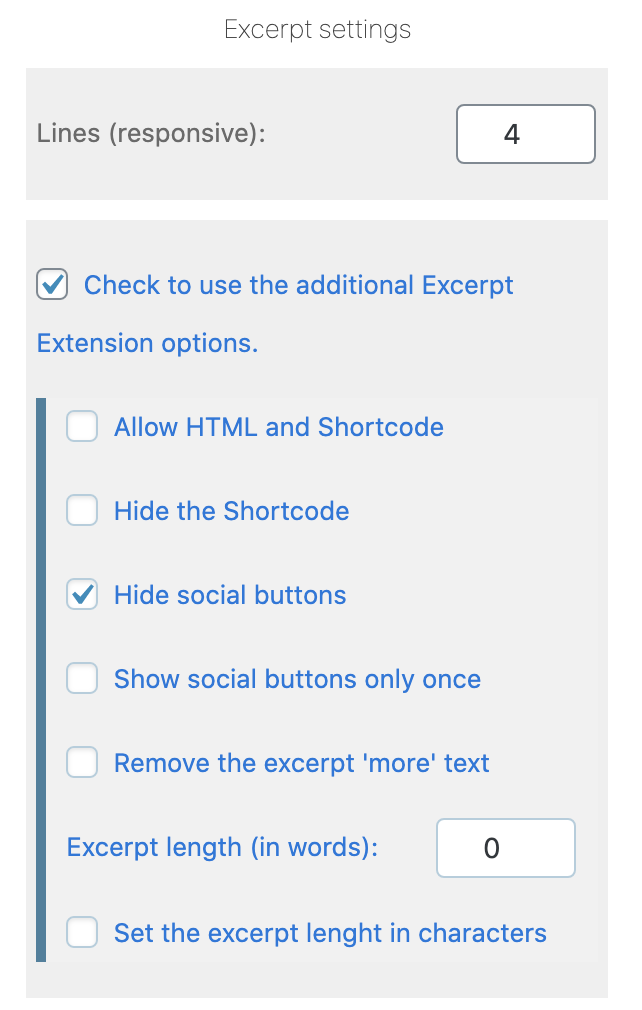 Excerpt settings
Lines (responsive): 4
Check to use the additional Excerpt
Extension options.
Allow HTML and Shortcode
Hide the Shortcode
Hide social buttons
Show social buttons only once
Remove the excerpt 'more' text
Excerpt length (in words): 0
Set the excerpt lenght in characters